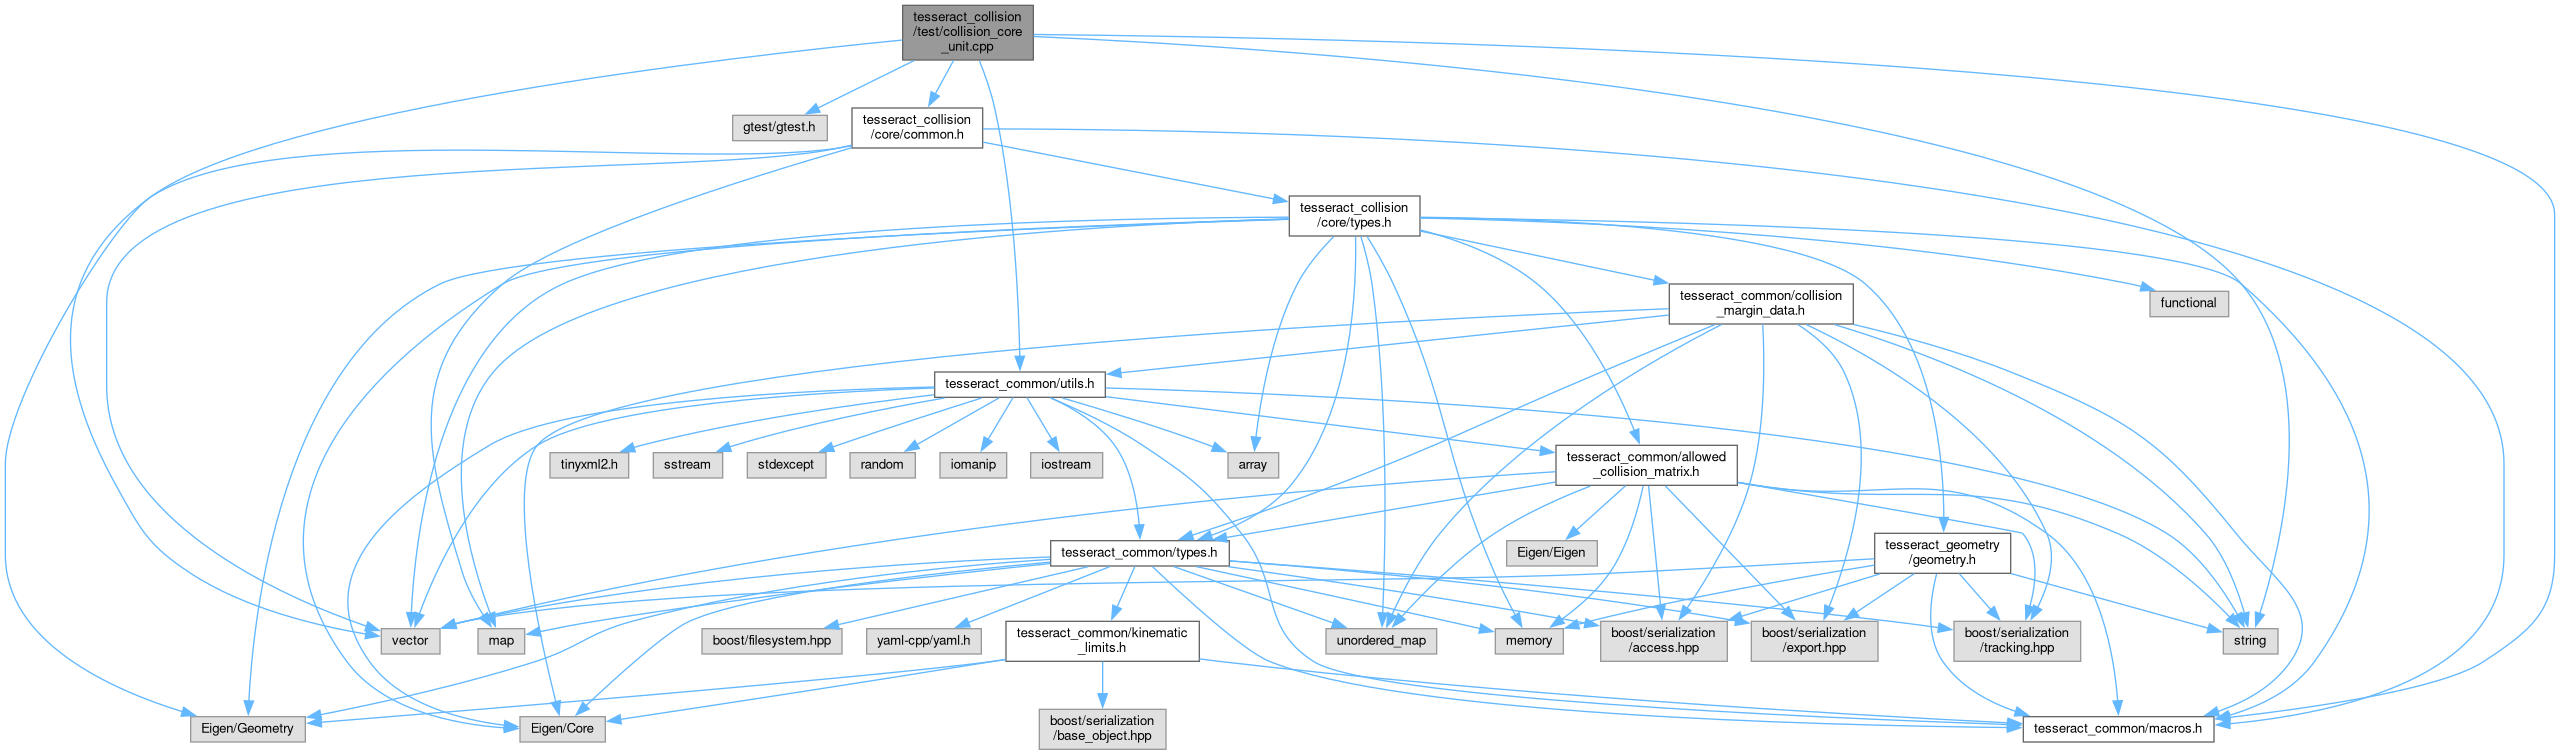 tesseract_collision
/test/collision_core
_unit.cpp
gtest/gtest.h
tesseract_collision
/core/common.h
tesseract_collision
/core/types.h
tesseract_common/collision
_margin_data.h
functional
tesseract_common/utils.h
tinyxml2.h
sstream
stdexcept
random
iomanip
iostream
array
tesseract_common/allowed
_collision_matrix.h
tesseract_common/types.h
Eigen/Eigen
tesseract_geometry
/geometry.h
vector
map
boost/filesystem.hpp
yaml-cpp/yaml.h
tesseract_common/kinematic
_limits.h
unordered_map
memory
boost/serialization
/access.hpp
boost/serialization
/export.hpp
boost/serialization
/tracking.hpp
string
Eigen/Geometry
Eigen/Core
boost/serialization
/base_object.hpp
tesseract_common/macros.h